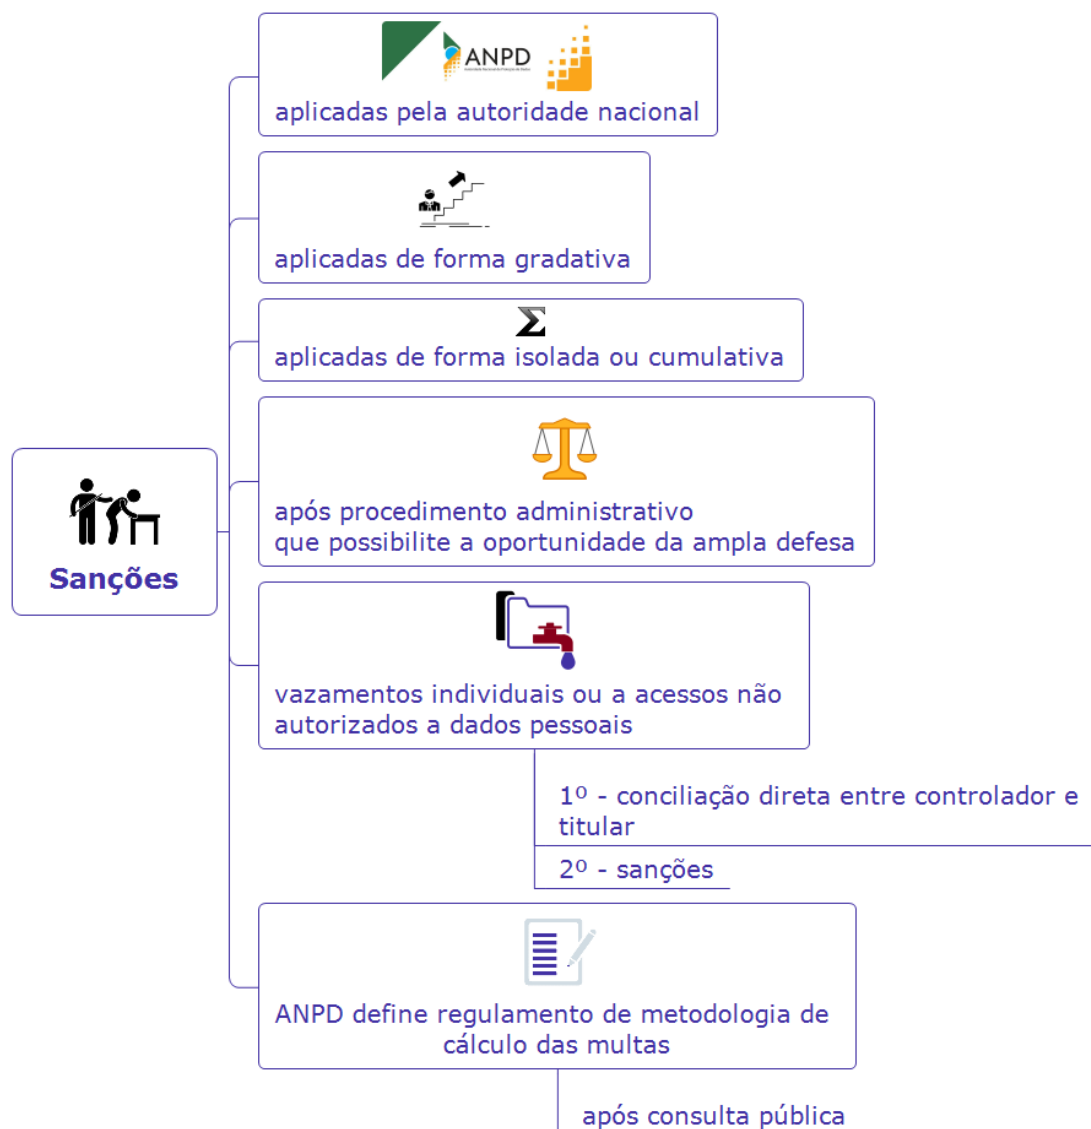 ANPD
aplicadas pela autoridade nacional
aplicadas de forma gradativa
Σ
aplicadas de forma isolada ou cumulativa
após procedimento administrativo
que possibilite a oportunidade da ampla defesa
Sanções
vazamentos individuais ou a acessos não
autorizados a dados pessoais
1º - conciliação direta entre controlador e
titular
2º - sanções
ANPD define regulamento de metodologia de
cálculo das multas
após consulta pública